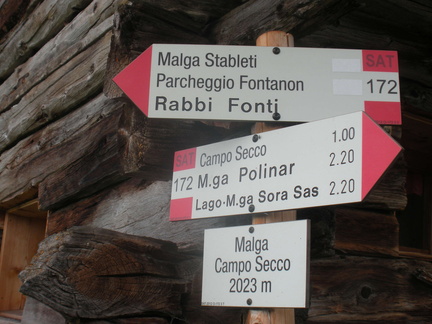 Malga Stableti SAT
Parcheggio Fontanon 172
Rabbi Fonti
SAT Campo Secco 1.00
172 M.ga Polinar 2.20
Lago-M.ga Sora Sas 2.20
Malga
Campo Secco
2023 m